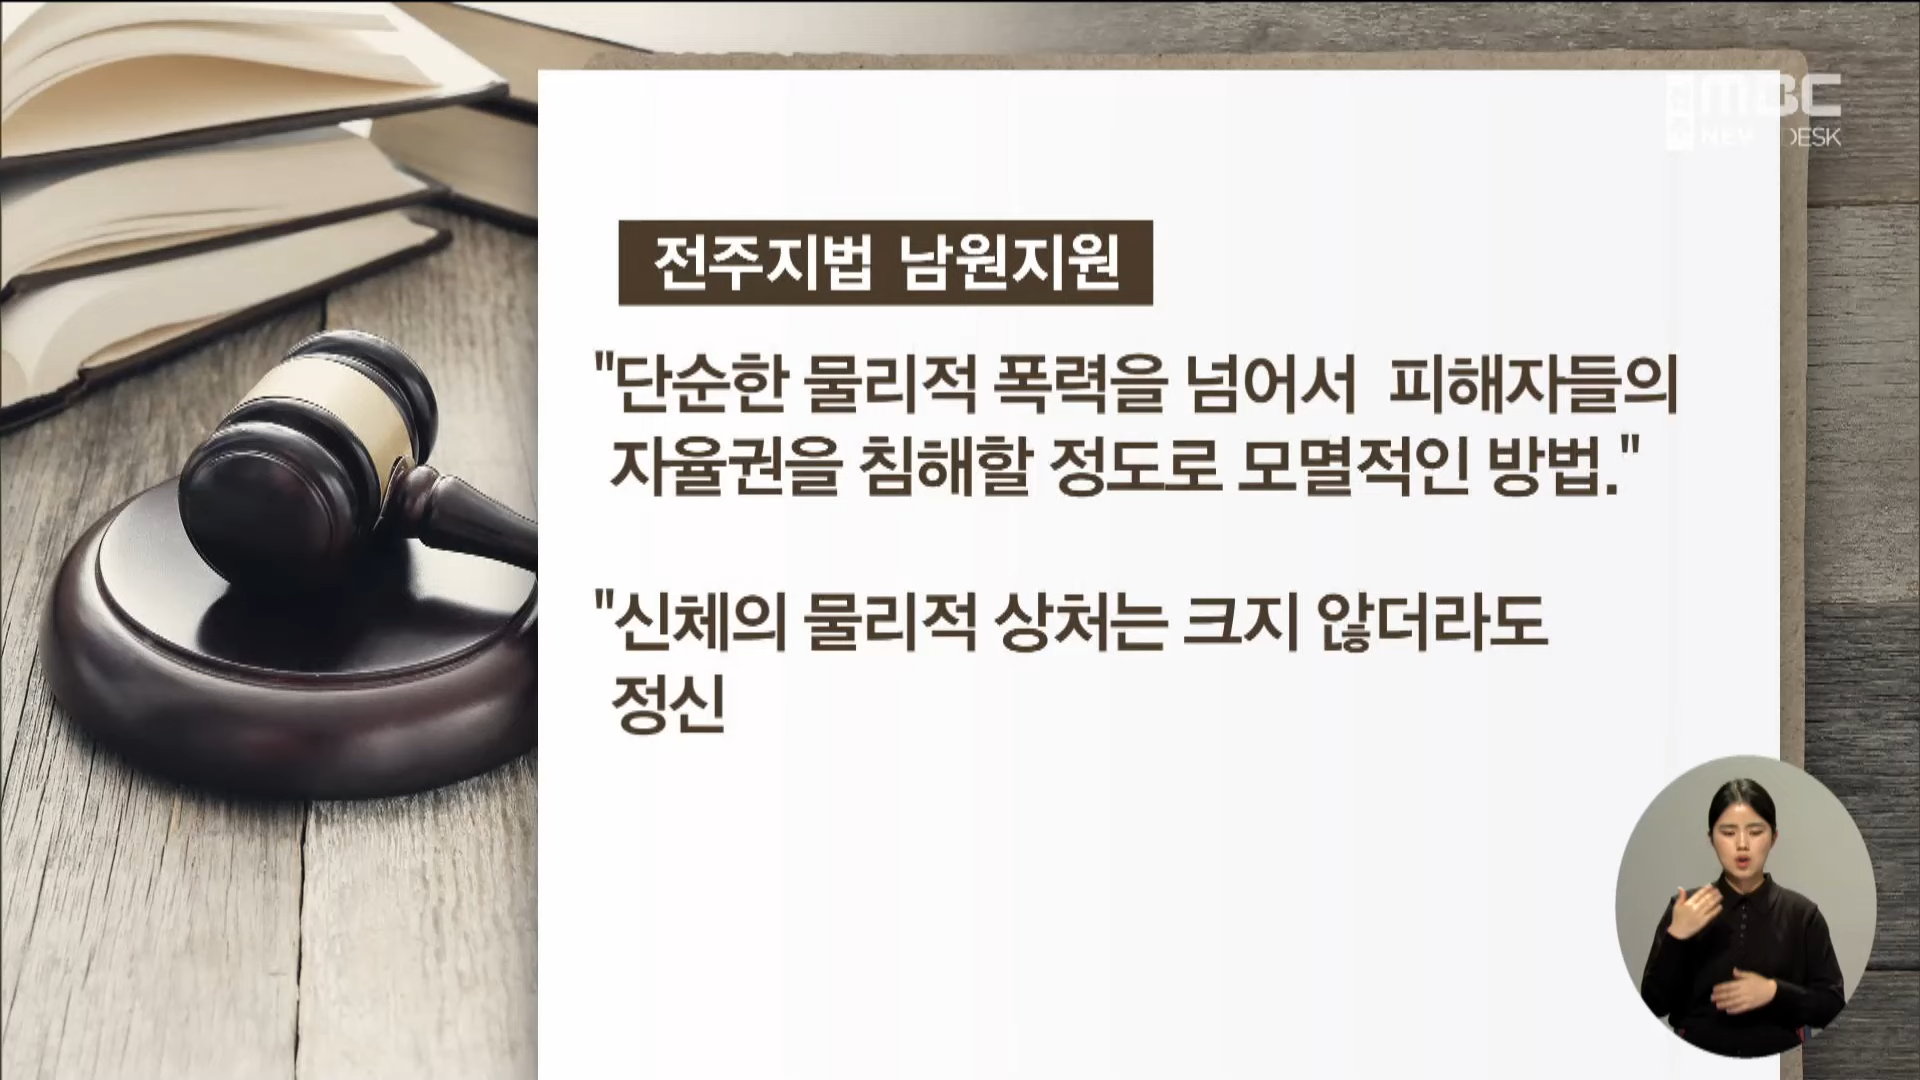 MBC
DESK
전주지법 남원지원
"단순한 물리적 폭력을 넘어서 피해자들의
자율권을 침해할 정도로 모멸적인 방법."
"신체의 물리적 상처는 크지 않더라도
정신